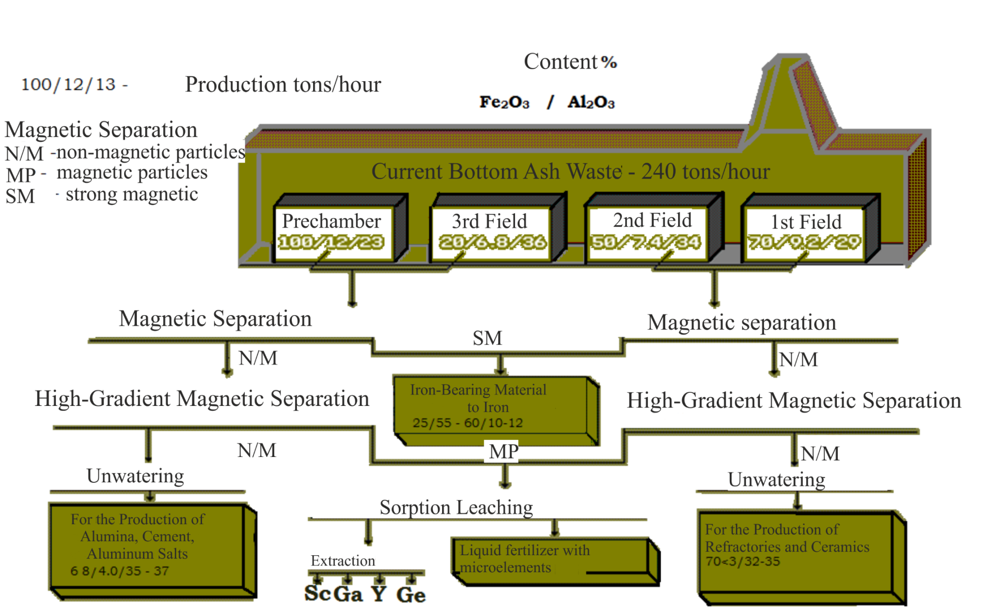 Content %
100/12/13 - Production tons/hour
Fe₂O₃ / Al₂O₃
Magnetic Separation
N/M -non-magnetic particles
MP - magnetic particles
SM - strong magnetic
Current Bottom Ash Waste - 240 tons/hour
Prechamber
100/12/23
3rd Field
20/6.8/36
2nd Field
50/7.4/34
1st Field
70/9.2/29
Magnetic Separation
SM
Magnetic separation
N/M
N/M
Iron-Bearing Material
to Iron
25/55 - 60/10-12
High-Gradient Magnetic Separation
High-Gradient Magnetic Separation
N/M
MP
N/M
Unwatering
Unwatering
Sorption Leaching
For the Production of
Alumina, Cement,
Aluminum Salts
6 8/4.0/35 - 37
Extraction
Sc Ga Y Ge
Liquid fertilizer with
microelements
For the Production of
Refractories and Ceramics
70<3/32-35